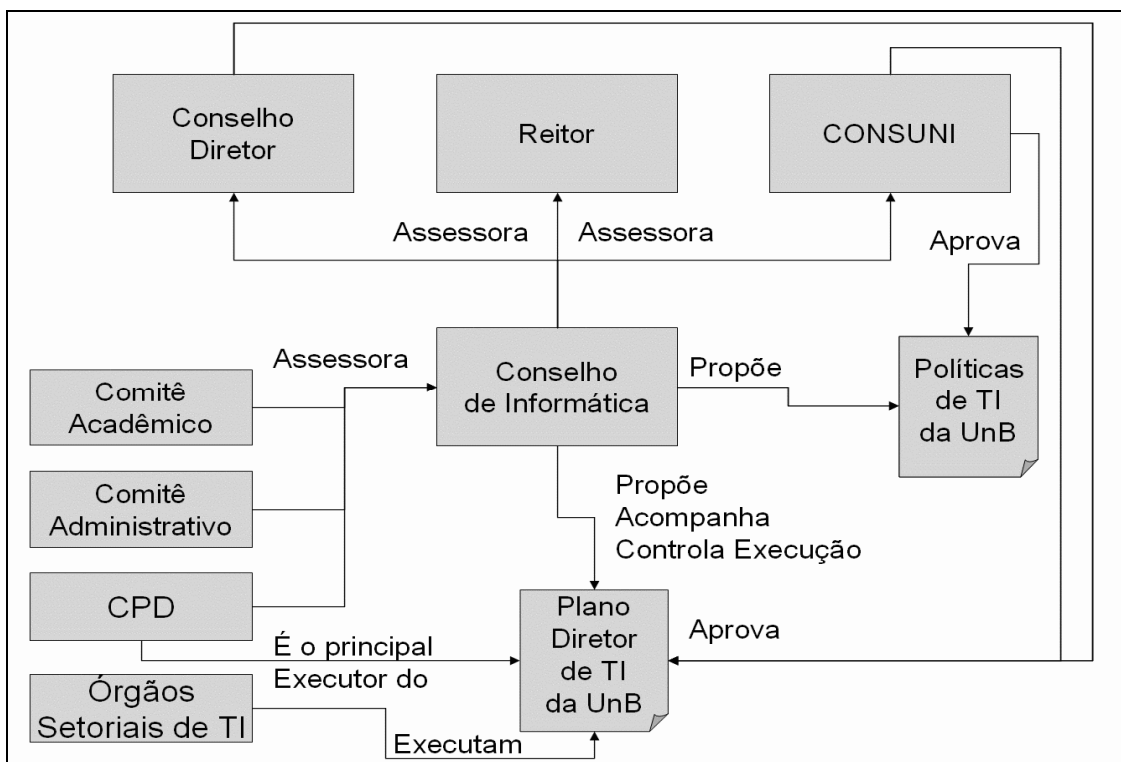 Conselho
Diretor
Reitor
CONSUNI
Assessora
Assessora
Aprova
Assessora
Conselho
de Informática
Propõe
Políticas
de TI
da UnB
Comitê
Acadêmico
Comitê
Administrativo
Propõe
Acompanha
Controla Execução
CPD
Plano
Diretor
de TI
da UnB
Aprova
É o principal
Executor do
Órgãos
Setoriais de TI
Executam